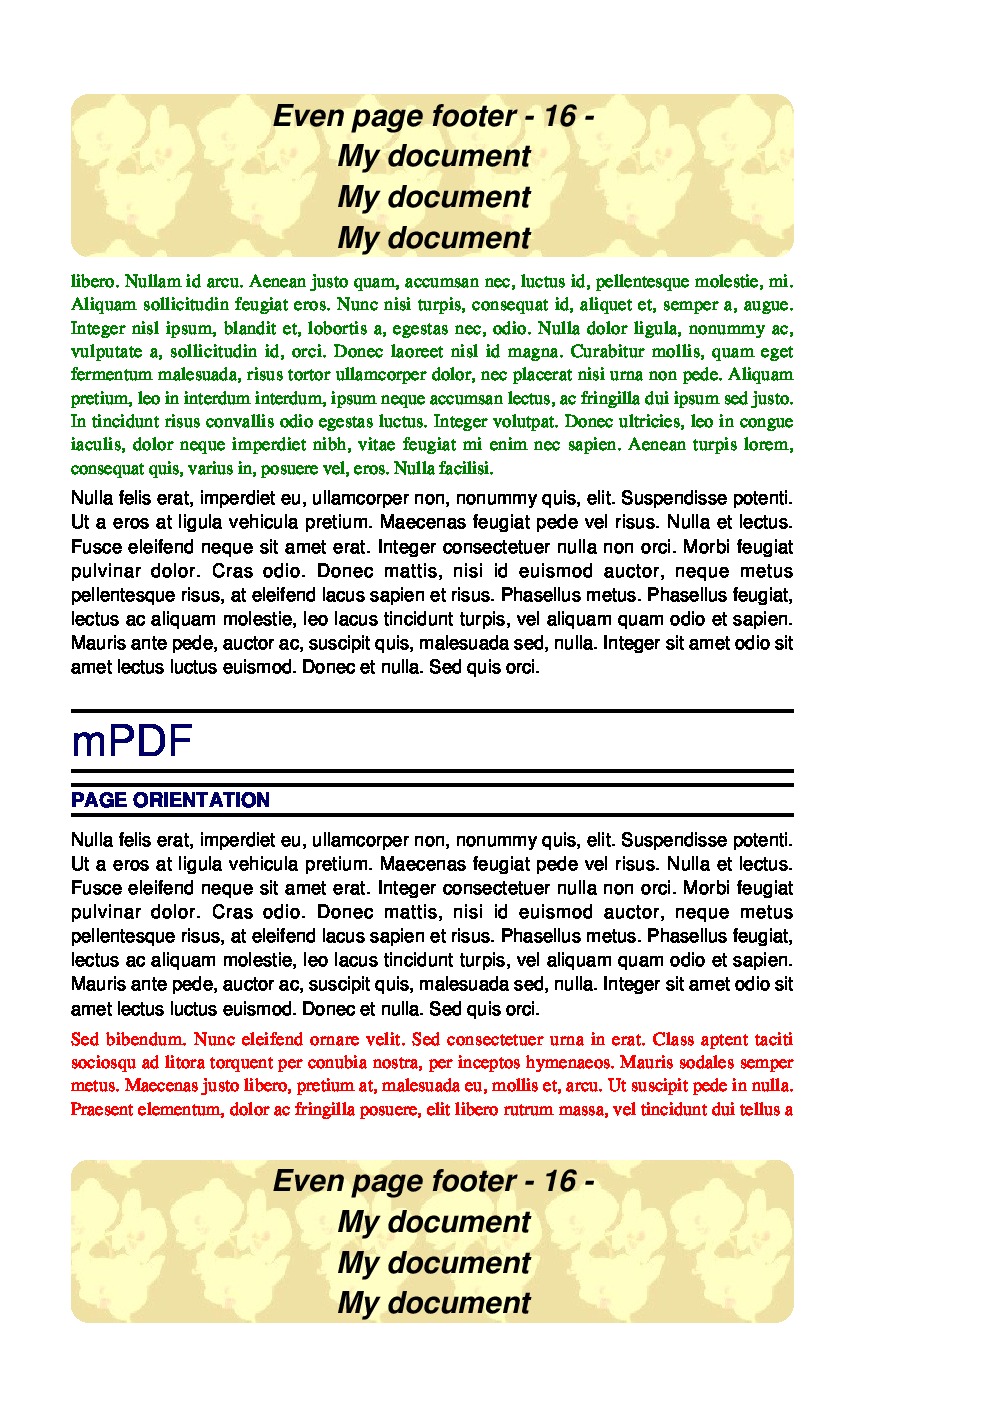 Even page footer - 16 -
My document
My document
My document
libero. Nullam id arcu. Aenean justo quam, accumsan nec, luctus id, pellentesque molestie, mi.
Aliquam sollicitudin feugiat eros. Nunc nisi turpis, consequat id, aliquet et, semper a, augue.
Integer nisl ipsum, blandit et, lobortis a, egestas nec, odio. Nulla dolor ligula, nonummy ac,
vulputate a, sollicitudin id, orci. Donec laoreet nisl id magna. Curabitur mollis, quam eget
fermentum malesuada, risus tortor ullamcorper dolor, nec placerat nisi urna non pede. Aliquam
pretium, leo in interdum interdum, ipsum neque accumsan lectus, ac fringilla dui ipsum sed justo.
In tincidunt risus convallis odio egestas luctus. Integer volutpat. Donec ultricies, leo in congue
iaculis, dolor neque imperdiet nibh, vitae feugiat mi enim nec sapien. Aenean turpis lorem,
consequat quis, varius in, posuere vel, eros. Nulla facilisi.
Nulla felis erat, imperdiet eu, ullamcorper non, nonummy quis, elit. Suspendisse potenti.
Ut a eros at ligula vehicula pretium. Maecenas feugiat pede vel risus. Nulla et lectus.
Fusce eleifend neque sit amet erat. Integer consectetuer nulla non orci. Morbi feugiat
pulvinar dolor. Cras odio. Donec mattis, nisi id euismod auctor, neque metus
pellentesque risus, at eleifend lacus sapien et risus. Phasellus metus. Phasellus feugiat,
lectus ac aliquam molestie, leo lacus tincidunt turpis, vel aliquam quam odio et sapien.
Mauris ante pede, auctor ac, suscipit quis, malesuada sed, nulla. Integer sit amet odio sit
amet lectus luctus euismod. Donec et nulla. Sed quis orci.
mPDF
PAGE ORIENTATION
Nulla felis erat, imperdiet eu, ullamcorper non, nonummy quis, elit. Suspendisse potenti.
Ut a eros at ligula vehicula pretium. Maecenas feugiat pede vel risus. Nulla et lectus.
Fusce eleifend neque sit amet erat. Integer consectetuer nulla non orci. Morbi feugiat
pulvinar dolor. Cras odio. Donec mattis, nisi id euismod auctor, neque metus
pellentesque risus, at eleifend lacus sapien et risus. Phasellus metus. Phasellus feugiat,
lectus ac aliquam molestie, leo lacus tincidunt turpis, vel aliquam quam odio et sapien.
Mauris ante pede, auctor ac, suscipit quis, malesuada sed, nulla. Integer sit amet odio sit
amet lectus luctus euismod. Donec et nulla. Sed quis orci.
Sed bibendum. Nunc eleifend ornare velit. Sed consectetuer urna in erat. Class aptent taciti
sociosqu ad litora torquent per conubia nostra, per inceptos hymenaeos. Mauris sodales semper
metus. Maecenas justo libero, pretium at, malesuada eu, mollis et, arcu. Ut suscipit pede in nulla.
Praesent elementum, dolor ac fringilla posuere, elit libero rutrum massa, vel tincidunt dui tellus a
Even page footer - 16 -
My document
My document
My document